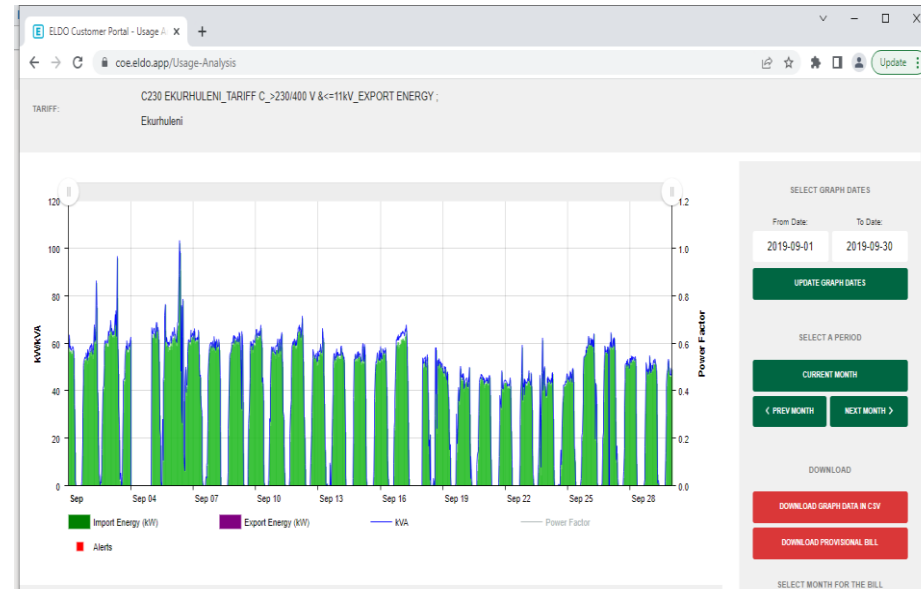 ELDO Customer Portal - Usage A
coe.eldo.app/Usage-Analysis
Update
TARIFF:
C230 EKURHULENI_TARIFF C_>230/400 V &<=11kV_EXPORT ENERGY ;
Ekurhuleni
120
100
80
60
40
20
0
kW/kVA
1.2
1.0
0.8
0.6
0.4
0.2
0.0
Power Factor
Sep
Sep 04
Sep 07
Sep 10
Sep 13
Sep 16
Sep 19
Sep 22
Sep 25
Sep 28
Import Energy (kW)
Export Energy (kW)
kVA
Power Factor
Alerts
SELECT GRAPH DATES
From Date:
To Date:
2019-09-01
2019-09-30
UPDATE GRAPH DATES
SELECT A PERIOD
CURRENT MONTH
PREV MONTH
NEXT MONTH
DOWNLOAD
DOWNLOAD GRAPH DATA IN CSV
DOWNLOAD PROVISIONAL BILL
SELECT MONTH FOR THE BILL